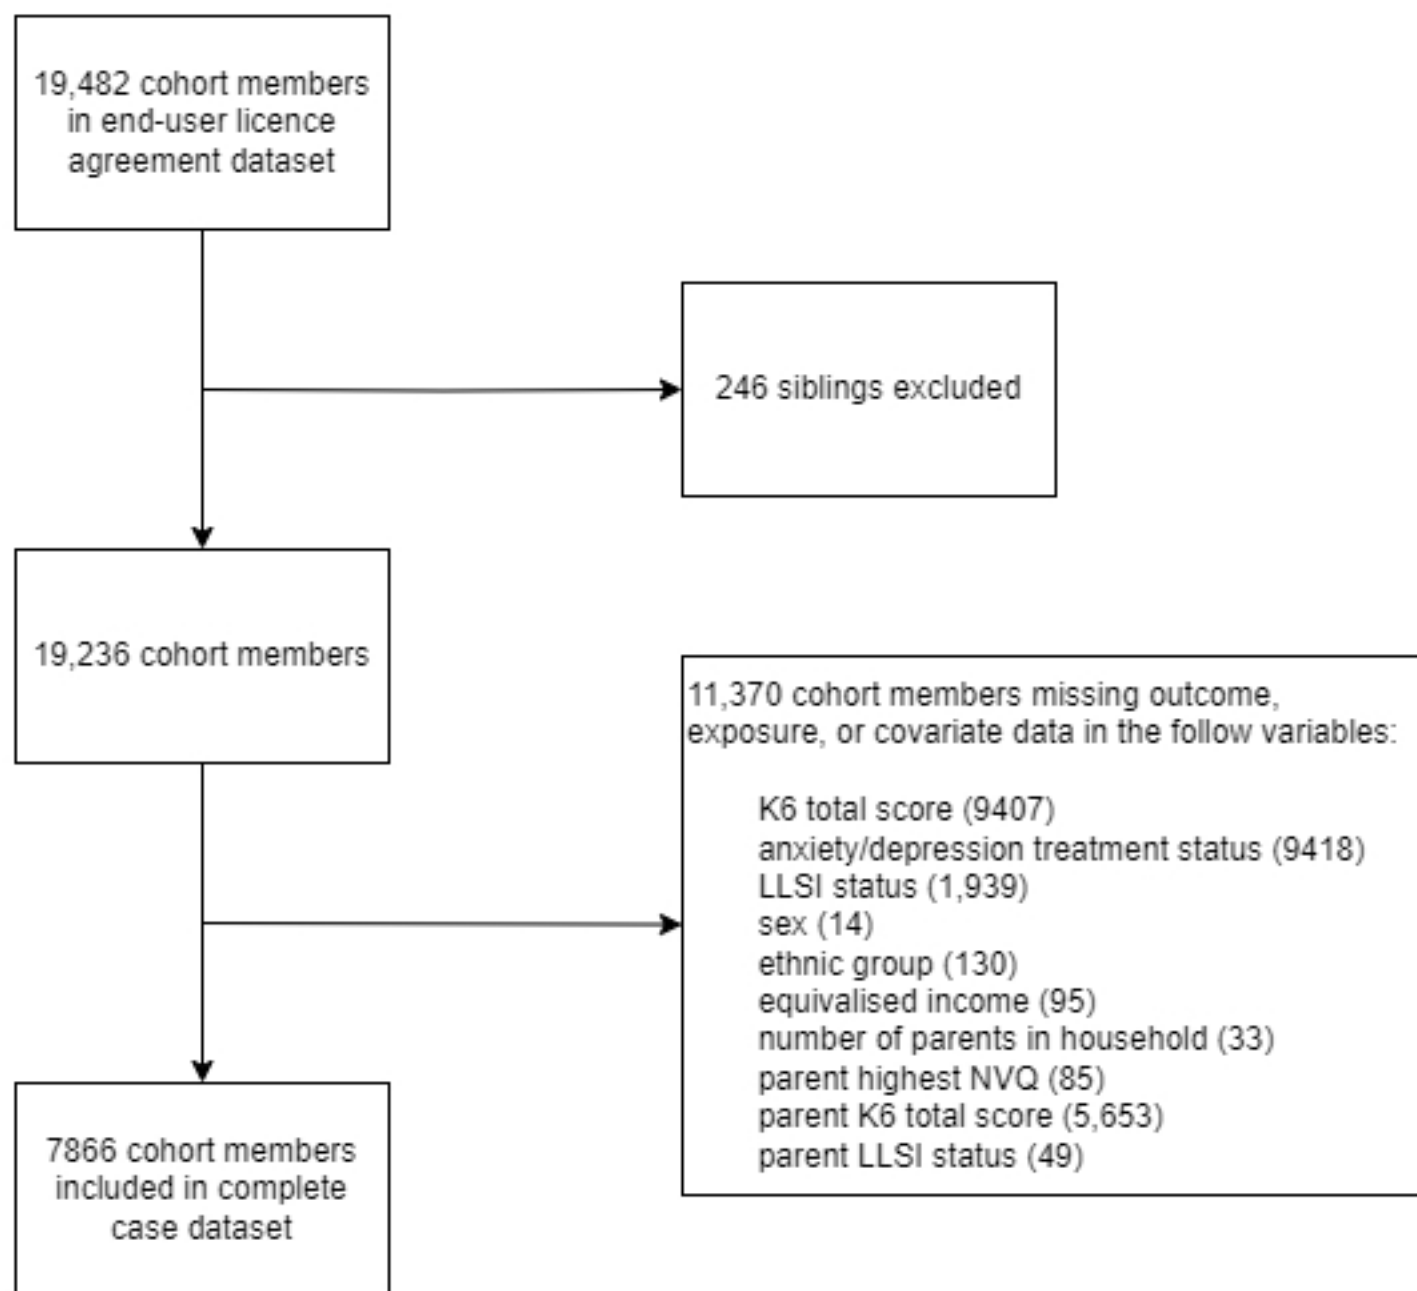 19,482 cohort members
in end-user licence
agreement dataset
246 siblings excluded
19,236 cohort members
11,370 cohort members missing outcome,
exposure, or covariate data in the follow variables:
K6 total score (9407)
anxiety/depression treatment status (9418)
LLSI status (1,939)
sex (14)
ethnic group (130)
equivalised income (95)
number of parents in household (33)
parent highest NVQ (85)
parent K6 total score (5,653)
parent LLSI status (49)
7866 cohort members
included in complete
case dataset